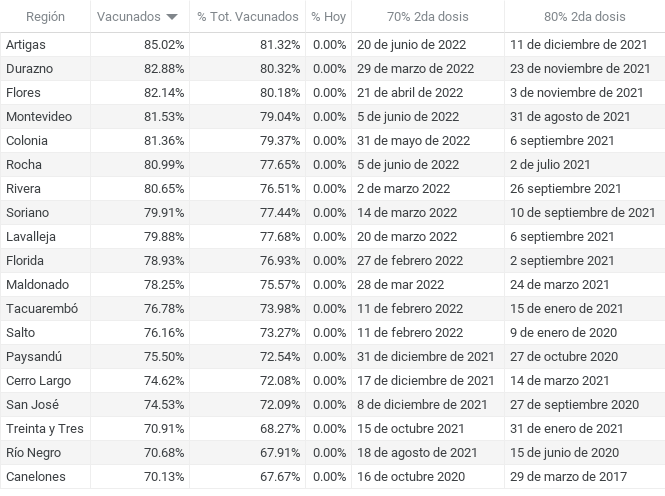 Región Vacunados % Tot. Vacunados % Hoy 70% 2da dosis 80% 2da dosis
Artigas 85.02% 81.32% 0.00% 20 de junio de 2022 11 de diciembre de 2021
Durazno 82.88% 80.32% 0.00% 29 de marzo de 2022 23 de noviembre de 2021
Flores 82.14% 80.18% 0.00% 21 de abril de 2022 3 de noviembre de 2021
Montevideo 81.53% 79.04% 0.00% 5 de junio de 2022 31 de agosto de 2021
Colonia 81.36% 79.37% 0.00% 31 de mayo de 2022 6 septiembre 2021
Rocha 80.99% 77.65% 0.00% 5 de junio de 2022 2 de julio 2021
Rivera 80.65% 76.51% 0.00% 2 de marzo 2022 26 septiembre 2021
Soriano 79.91% 77.44% 0.00% 14 de marzo 2022 10 de septiembre de 2021
Lavalleja 79.88% 77.68% 0.00% 20 de marzo 2022 6 septiembre 2021
Florida 78.93% 76.93% 0.00% 27 de febrero 2022 2 septiembre 2021
Maldonado 78.25% 75.57% 0.00% 28 de mar 2022 24 de marzo 2021
Tacuarembó 76.78% 73.98% 0.00% 11 de febrero 2022 15 de enero de 2021
Salto 76.16% 73.27% 0.00% 11 de febrero 2022 9 de enero de 2020
Paysandú 75.50% 72.54% 0.00% 31 de diciembre de 2021 27 de octubre 2020
Cerro Largo 74.62% 72.08% 0.00% 17 de diciembre de 2021 14 de marzo 2021
San José 74.53% 72.09% 0.00% 8 de diciembre de 2021 27 de septiembre 2020
Treinta y Tres 70.91% 68.27% 0.00% 15 de octubre 2021 31 de enero de 2021
Río Negro 70.68% 67.91% 0.00% 18 de agosto de 2021 15 de junio de 2020
Canelones 70.13% 67.67% 0.00% 16 de octubre 2020 29 de marzo de 2017